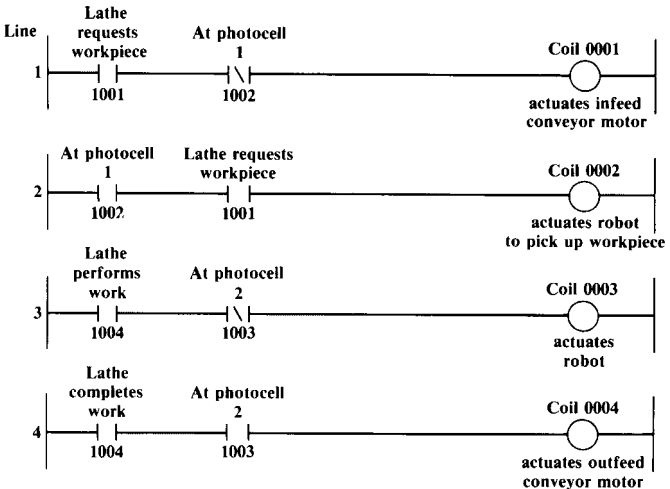 Line
Lathe
requests
workpiece
At photocell
1
Coil 0001
1
1001
1002
actuates infeed
conveyor motor
At photocell
1
Lathe requests
workpiece
Coil 0002
2
1002
1001
actuates robot
to pick up workpiece
Lathe
performs
work
At photocell
2
Coil 0003
3
1004
1003
actuates
robot
Lathe
completes
work
At photocell
2
Coil 0004
4
1004
1003
actuates outfeed
conveyor motor